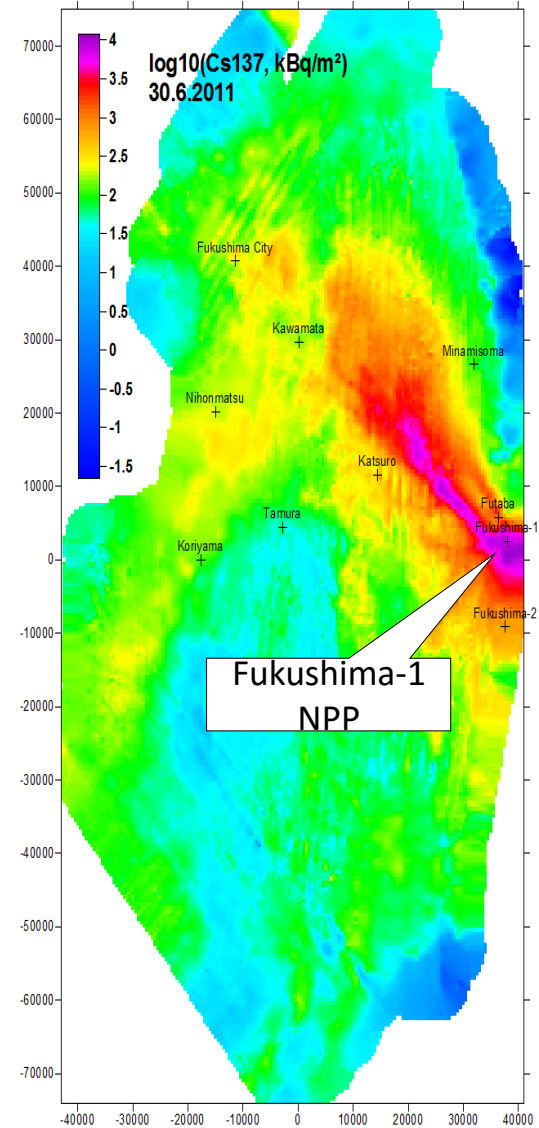 log10(Cs137, kBq/m²)
30.6.2011
4
3.5
3
2.5
2
1.5
1
0.5
0
-0.5
-1
-1.5
70000
60000
50000
40000
30000
20000
10000
0
-10000
-20000
-30000
-40000
-50000
-60000
-70000
Fukushima City
Kawamata
Minamisoma
Nihonmatsu
Katsuro
Futaba
Tamura
Fukushima-1
Koriyama
Fukushima-2
Fukushima-1
NPP
-40000 -30000 -20000 -10000 0 10000 20000 30000 40000